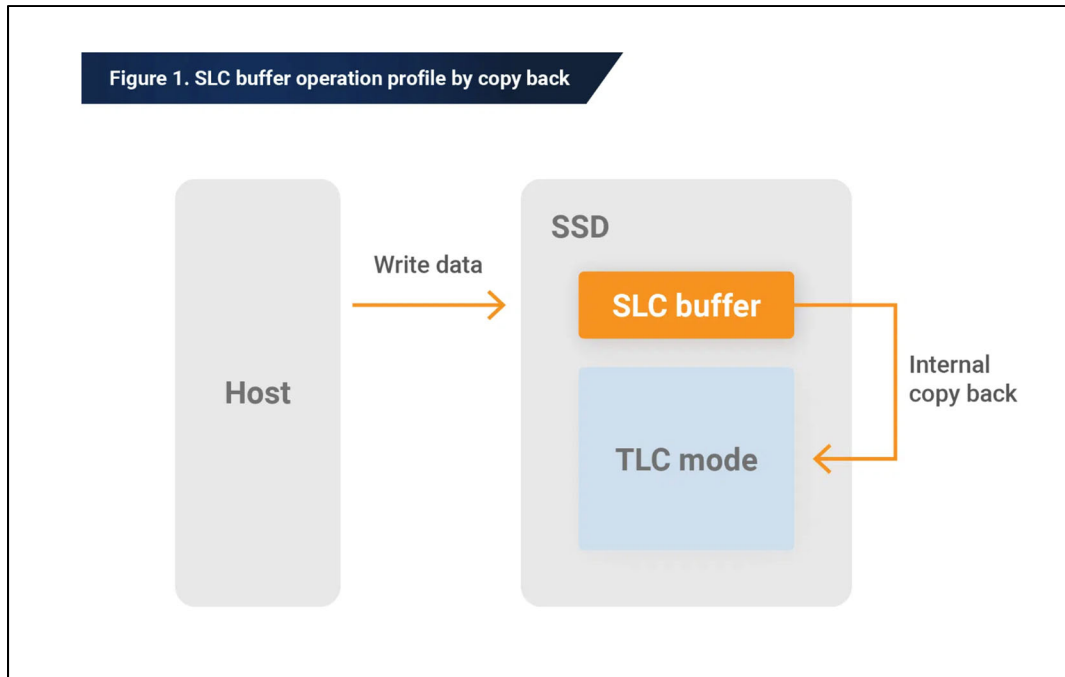 Figure 1. SLC buffer operation profile by copy back
Host
Write data
SSD
SLC buffer
TLC mode
Internal
copy back